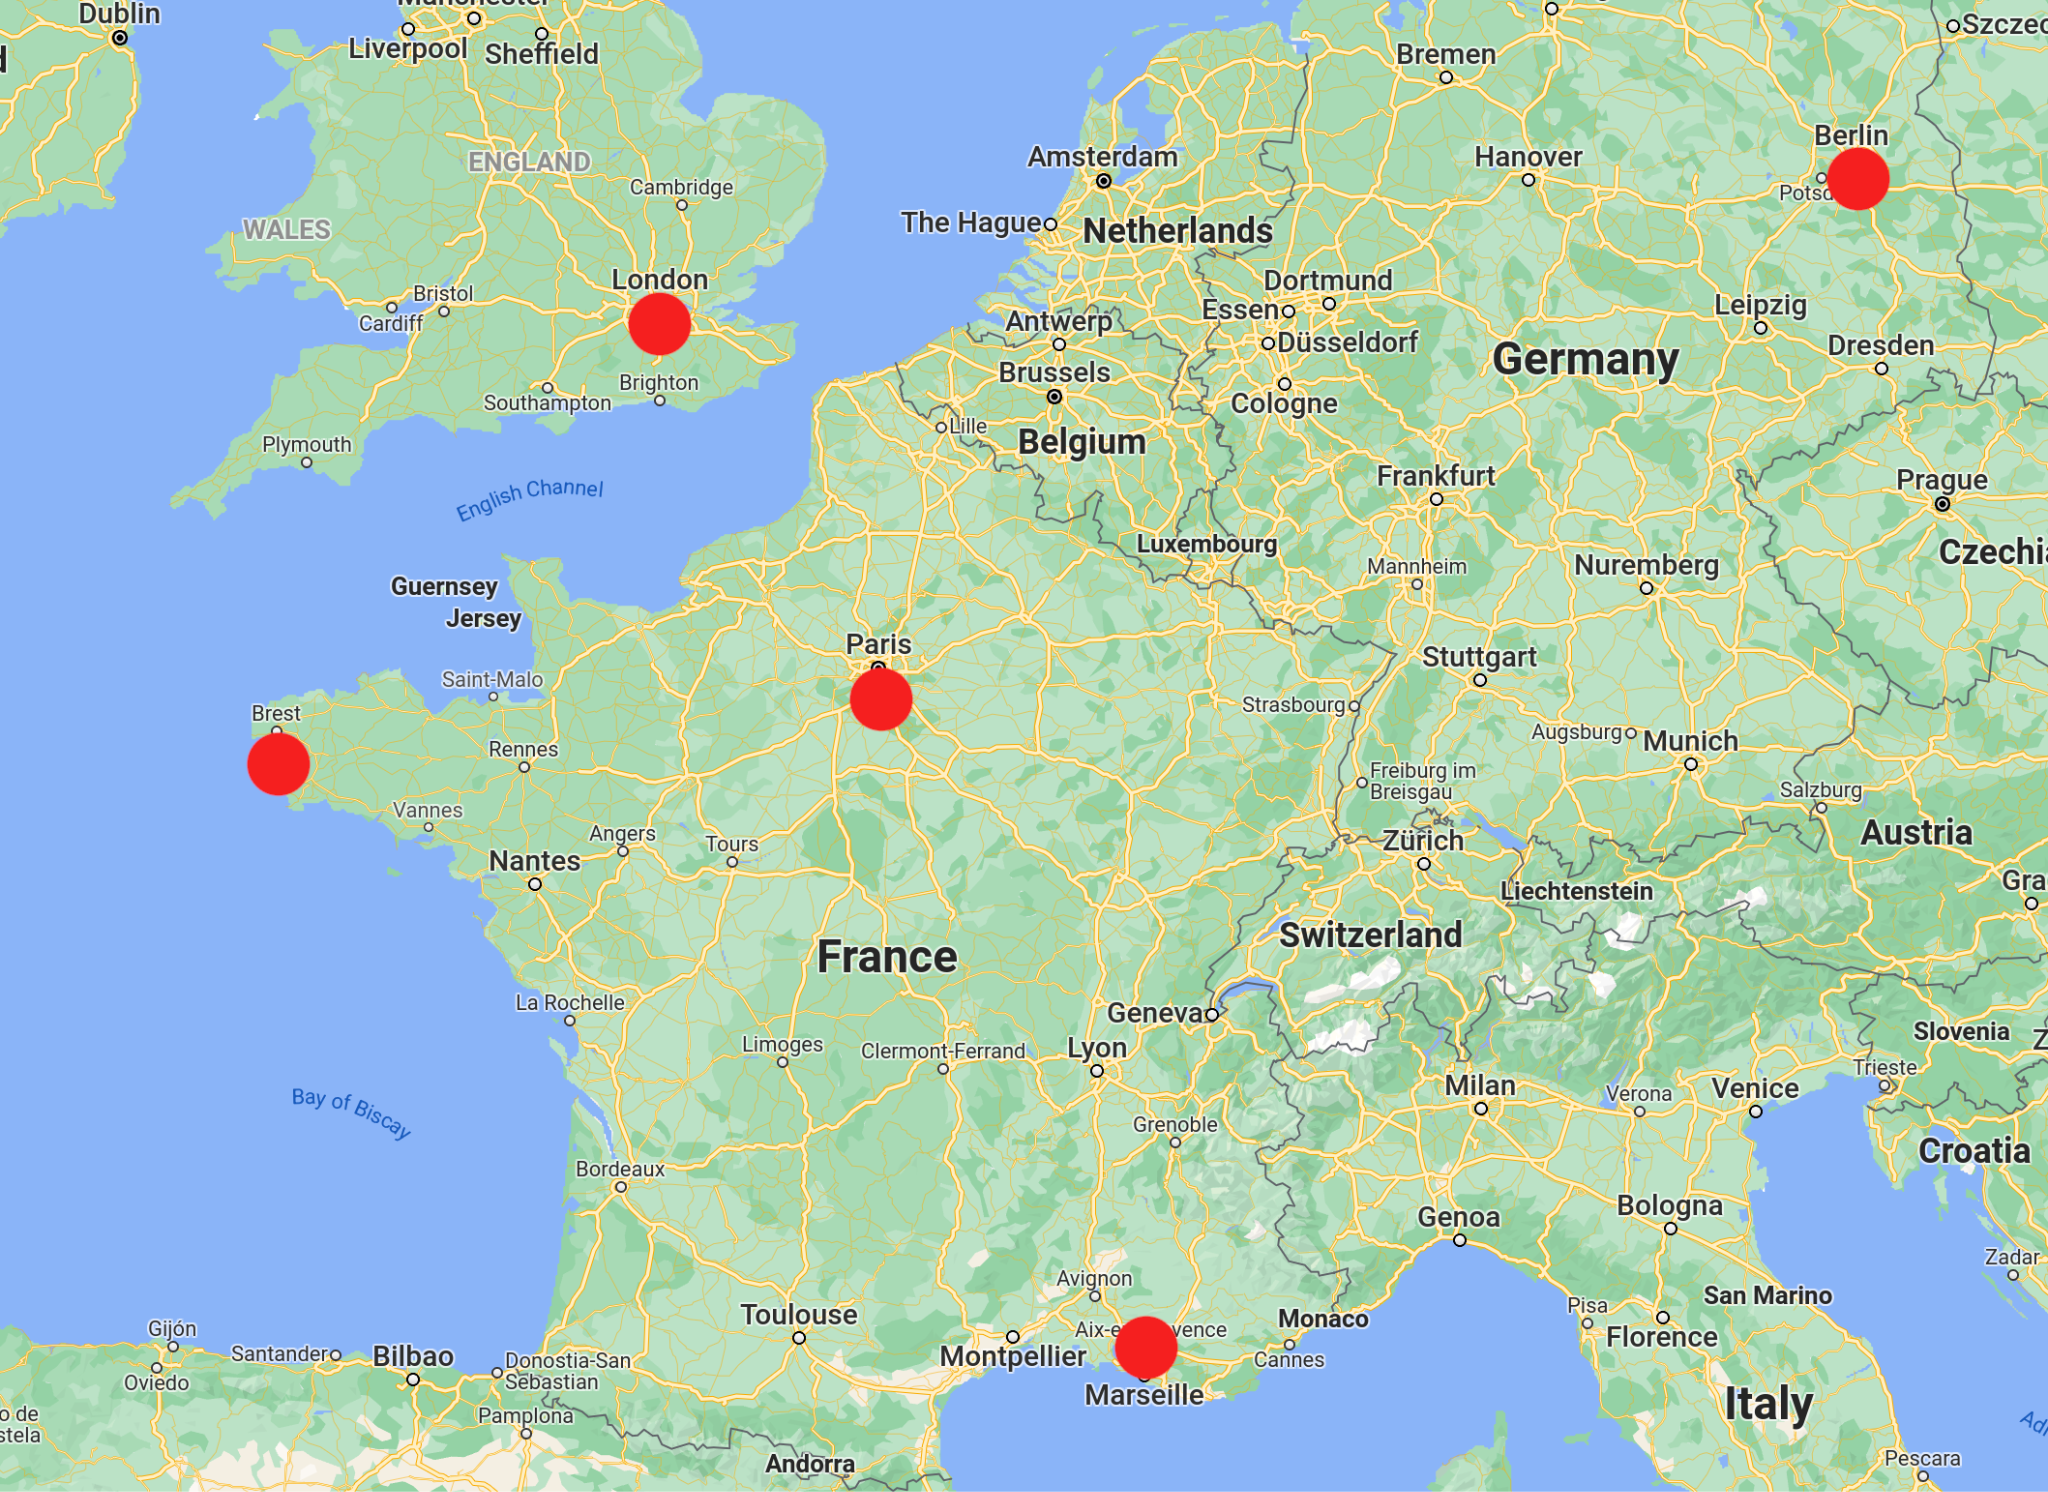 Dublin
Liverpool
Sheffield
Bremen
Berlin
Amsterdam
Hanover
ENGLAND
Cambridge
WALES
The Hague
Netherlands
London
Dortmund
Bristol
Essen
Leipzig
Cardiff
Antwerp
Düsseldorf
Germany
Dresden
Brussels
Brighton
Southampton
Cologne
Lille
Belgium
Plymouth
Frankfurt
Prague
English Channel
Luxembourg
Mannheim
Nuremberg
Guernsey
Jersey
Paris
Stuttgart
Saint-Malo
Strasbourg
Brest
Augsburg
Munich
Rennes
Freiburg im
Breisgau
Salzburg
Vannes
Angers
Tours
Zürich
Austria
Nantes
Liechtenstein
France
Switzerland
La Rochelle
Geneva
Slovenia
Limoges
Clermont-Ferrand
Lyon
Trieste
Milan
Verona
Venice
Bay of Biscay
Grenoble
Croatia
Bordeaux
Bologna
Genoa
Zadar
Avignon
San Marino
Toulouse
Pisa
Monaco
Gijón
Florence
Santander
Bilbao
Montpellier
Donostia-San
Sebastian
Cannes
Oviedo
Marseille
Italy
Pamplona
Andorra
Pescara